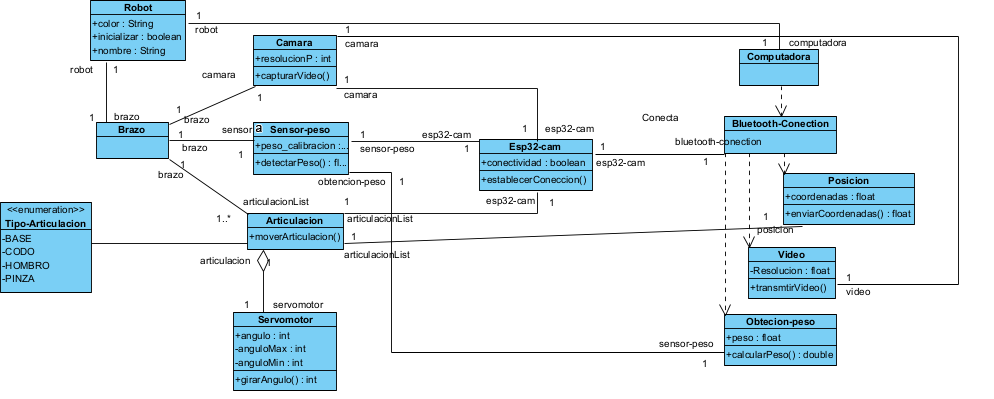 Robot
+color : String
+inicializar : boolean
+nombre : String
1
robot
1
computadora
Computadora
robot
1
1
brazo
Brazo
Camara
+resolucionP : int
+capturarVideo()
1
camara
1
camara
camara
1
1
brazo
sensor
a
1
brazo
1
Sensor-peso
+peso_calibracion :...
+detectarPeso() : fl...
1
sensor-peso
esp32-cam
1
1
esp32-cam
Esp32-cam
+conectividad : boolean
+establecerConeccion()
1
esp32-cam
Conecta
bluetooth-conection
1
Bluetooth-Conection
esp32-cam
1
obtencion-peso
1
1
brazo
articulacionList
1..*
1
articulacionList
Articulacion
+moverArticulacion()
1
articulacionList
<<enumeration>>
Tipo-Articulacion
-BASE
-CODO
-HOMBRO
-PINZA
articulacion
1
1
servomotor
Servomotor
+angulo : int
-anguloMax : int
-anguloMin : int
+girarAngulo() : int
Posicion
+coordenadas : float
+enviarCoordenadas() : float
1
posicion
Video
-Resolucion : float
+transmtirVideo()
1
video
Obtecion-peso
+peso : float
+calcularPeso() : double
sensor-peso
1